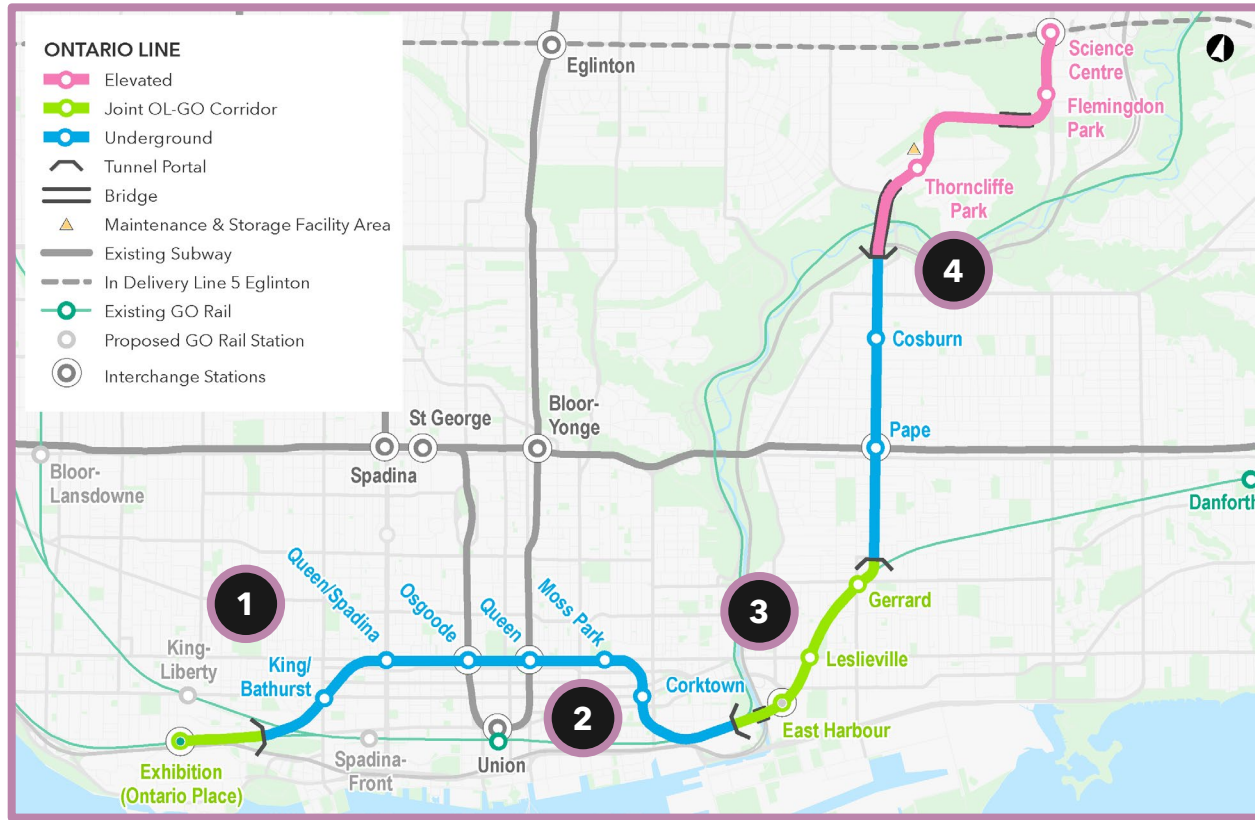 ONTARIO LINE
Elevated
Joint OL-GO Corridor
Underground
Tunnel Portal
Bridge
Maintenance & Storage Facility Area
Existing Subway
In Delivery Line 5 Eglinton
Existing GO Rail
Proposed GO Rail Station
Interchange Stations
Eglinton
Science
Centre
Flemingdon
Park
Thorncliffe
Park
4
Cosburn
Bloor-
Yonge
St George
Pape
Spadina
Bloor-
Lansdowne
Danforth
1
Queen/Spadina
Osgoode
Queen
Moss Park
3
Gerrard
King-
Liberty
King/
Bathurst
Leslieville
Corktown
2
East Harbour
Exhibition
(Ontario Place)
Spadina-
Front
Union